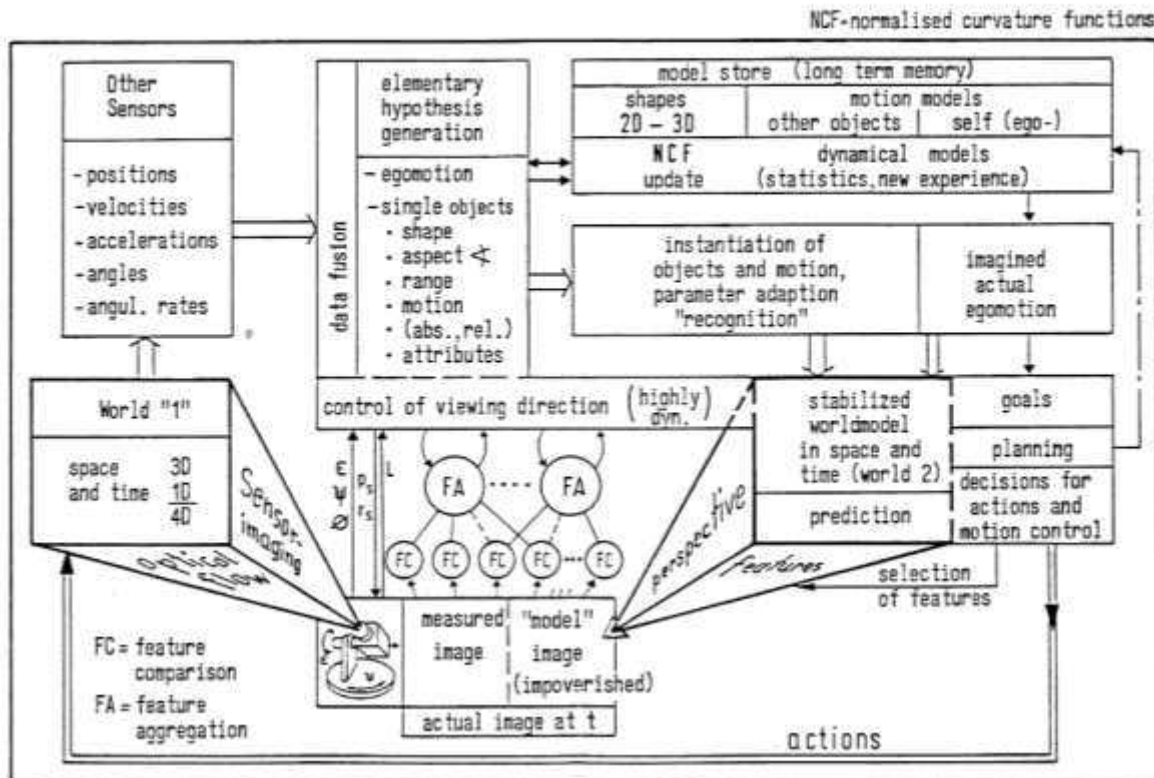 NCF-normalised curvature functions
Other
Sensors
-positions
-velocities
-accelerations
-angles
-angul. rates
data fusion
elementary
hypothesis
generation
- egomotion
-single objects
· shape
· aspect ∢
· range
· motion
· (abs.,rel.)
· attributes
model store (long term memory)
shapes
2D - 3D
motion models
other objects
self (ego-)
NCF
update
dynamical models
(statistics,new experience)
instantiation of
objects and motion,
parameter adaption
"recognition"
imagined
actual
egomotion
World "1"
space 3D
and time 1D
4D
Sensor-
imaging
optical
flow
control of viewing direction (highly dyn.)
stabilized
worldmodel
in space and
time (world 2)
prediction
goals
planning
decisions for
actions and
motion control
perspective
features
selection
of features
L
FA
FA
FC
FC
FC
FC
FC
measured
image
"model"
image
(impoverished)
actual image at t
FC = feature
comparison
FA = feature
aggregation
actions